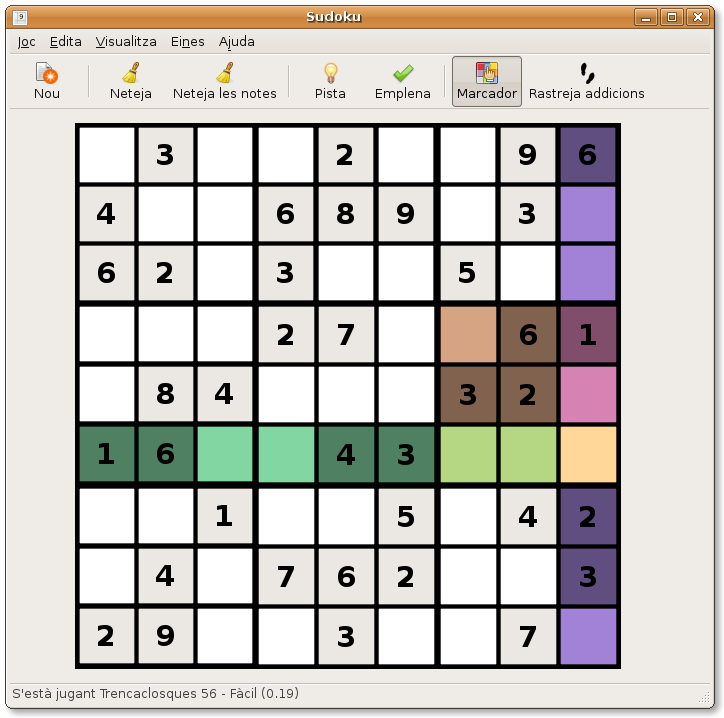 Sudoku
Joc Edita Visualitza Eines Ajuda
Nou Neteja Neteja les notes Pista Emplena Marcador Rastreja addicions
3 2 9 6
4 6 8 9 3
6 2 3 5
2 7 6 1
8 4 3 2
1 6 4 3
1 5 4 2
4 7 6 2 3
2 9 3 7
S'està jugant Trencaclosques 56 - Fàcil (0.19)